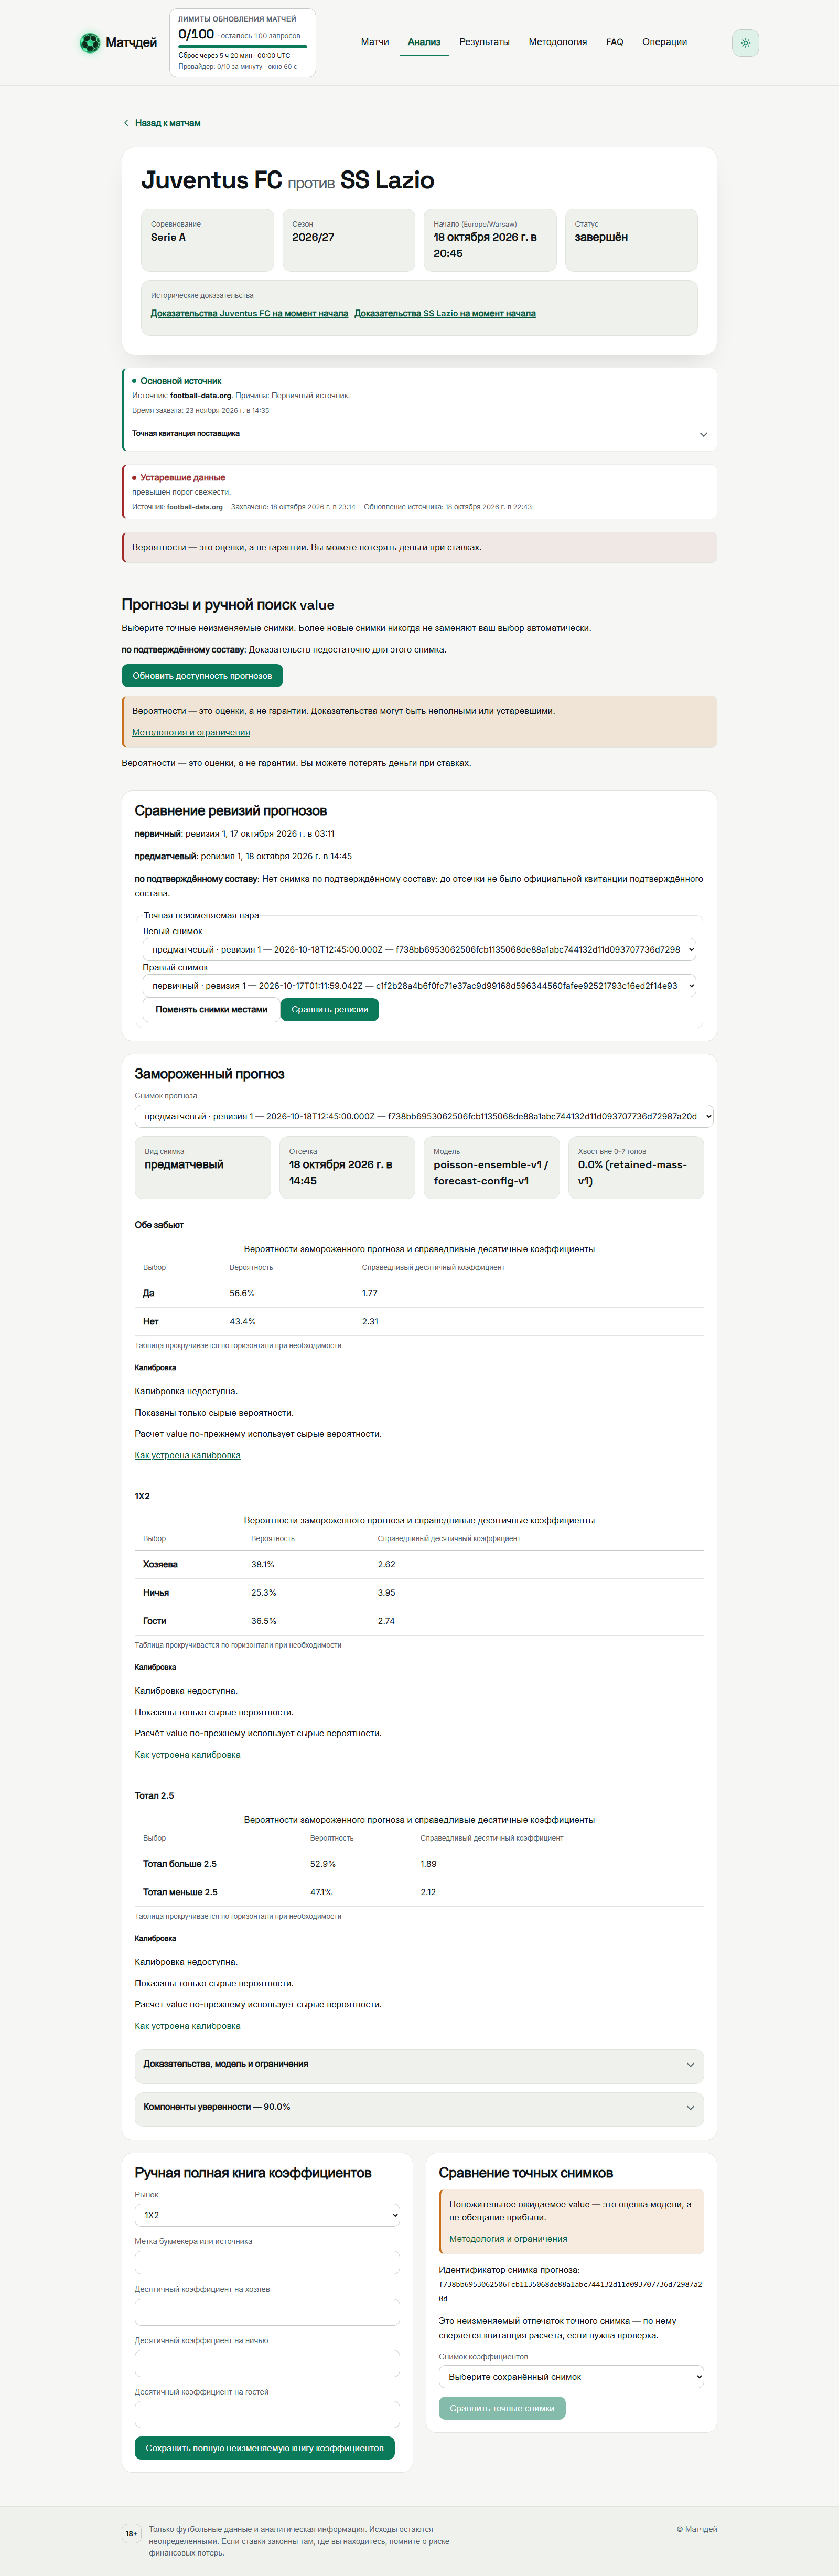 Матчдей
ЛИМИТЫ ОБНОВЛЕНИЯ МАТЧЕЙ
0/100 · осталось 100 запросов
Сброс через 5 ч 20 мин · 00:00 UTC
Провайдер: 0/10 за минуту · окно 60 с
Матчи
Анализ
Результаты
Методология
FAQ
Операции
Назад к матчам
Juventus FC против SS Lazio
Соревнование
Serie A
Сезон
2026/27
Начало (Europe/Warsaw)
18 октября 2026 г. в
20:45
Статус
завершён
Исторические доказательства
Доказательства Juventus FC на момент начала Доказательства SS Lazio на момент начала
Основной источник
Источник: football-data.org. Причина: Первичный источник.
Время захвата: 23 ноября 2026 г. в 14:35
Точная квитанция поставщика
Устаревшие данные
превышен порог свежести.
Источник: football-data.org Захвачено: 18 октября 2026 г. в 23:14 Обновление источника: 18 октября 2026 г. в 22:43
Вероятности — это оценки, а не гарантии. Вы можете потерять деньги при ставках.
Прогнозы и ручной поиск value
Выберите точные неизменяемые снимки. Более новые снимки никогда не заменяют ваш выбор автоматически.
по подтверждённому составу: Доказательств недостаточно для этого снимка.
Обновить доступность прогнозов
Вероятности — это оценки, а не гарантии. Доказательства могут быть неполными или устаревшими.
Методология и ограничения
Вероятности — это оценки, а не гарантии. Вы можете потерять деньги при ставках.
Сравнение ревизий прогнозов
первичный: ревизия 1, 17 октября 2026 г. в 03:11
предматчевый: ревизия 1, 18 октября 2026 г. в 14:45
по подтверждённому составу: Нет снимка по подтверждённому составу: до отсечки не было официальной квитанции подтверждённого
состава.
Точная неизменяемая пара
Левый снимок
предматчевый · ревизия 1 — 2026-10-18T12:45:00.000Z — f738bb6953062506fcb1135068de88a1abc744132d11d093707736d7298
Правый снимок
первичный · ревизия 1 — 2026-10-17T01:11:59.042Z — c1f2b28a4b6f0fc71e37ac9d99168d596344560fafee92521793c16ed2f14e93
Поменять снимки местами
Сравнить ревизии
Замороженный прогноз
Снимок прогноза
предматчевый · ревизия 1 — 2026-10-18T12:45:00.000Z — f738bb6953062506fcb1135068de88a1abc744132d11d093707736d72987a20d
Вид снимка
предматчевый
Отсечка
18 октября 2026 г. в
14:45
Модель
poisson-ensemble-v1 /
forecast-config-v1
Хвост вне 0-7 голов
0.0% (retained-mass-
v1)
Обе забьют
Вероятности замороженного прогноза и справедливые десятичные коэффициенты
Выбор Вероятность Справедливый десятичный коэффициент
Да 56.6% 1.77
Нет 43.4% 2.31
Таблица прокручивается по горизонтали при необходимости
Калибровка
Калибровка недоступна.
Показаны только сырые вероятности.
Расчёт value по-прежнему использует сырые вероятности.
Как устроена калибровка
1X2
Вероятности замороженного прогноза и справедливые десятичные коэффициенты
Выбор Вероятность Справедливый десятичный коэффициент
Хозяева 38.1% 2.62
Ничья 25.3% 3.95
Гости 36.5% 2.74
Таблица прокручивается по горизонтали при необходимости
Калибровка
Калибровка недоступна.
Показаны только сырые вероятности.
Расчёт value по-прежнему использует сырые вероятности.
Как устроена калибровка
Тотал 2.5
Вероятности замороженного прогноза и справедливые десятичные коэффициенты
Выбор Вероятность Справедливый десятичный коэффициент
Тотал больше 2.5 52.9% 1.89
Тотал меньше 2.5 47.1% 2.12
Таблица прокручивается по горизонтали при необходимости
Калибровка
Калибровка недоступна.
Показаны только сырые вероятности.
Расчёт value по-прежнему использует сырые вероятности.
Как устроена калибровка
Доказательства, модель и ограничения
Компоненты уверенности — 90.0%
Ручная полная книга коэффициентов
Рынок
1X2
Метка букмекера или источника
Десятичный коэффициент на хозяев
Десятичный коэффициент на ничью
Десятичный коэффициент на гостей
Сохранить полную неизменяемую книгу коэффициентов
Сравнение точных снимков
Положительное ожидаемое value — это оценка модели, а
не обещание прибыли.
Методология и ограничения
Идентификатор снимка прогноза:
f738bb6953062506fcb1135068de88a1abc744132d11d093707736d72987a2
0d
Это неизменяемый отпечаток точного снимка — по нему
сверяется квитанция расчёта, если нужна проверка.
Снимок коэффициентов
Выберите сохранённый снимок
Сравнить точные снимки
18+
Только футбольные данные и аналитическая информация. Исходы остаются
неопределёнными. Если ставки законны там, где вы находитесь, помните о риске
финансовых потерь.
© Матчдей